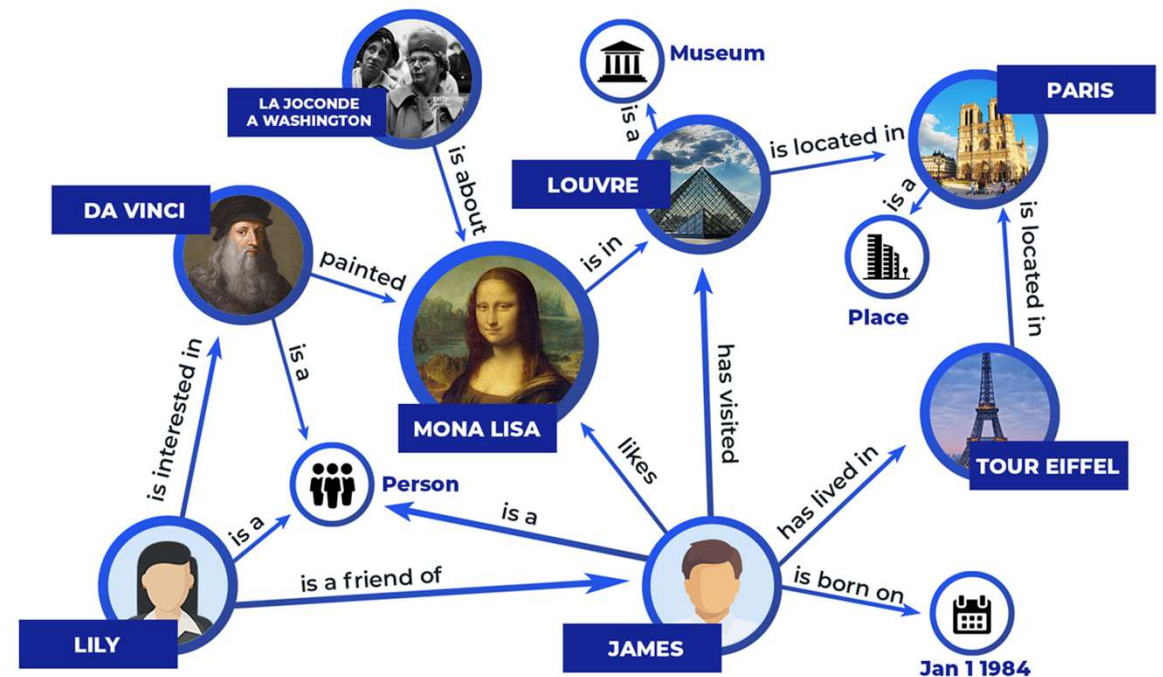 LA JOCONDE
A WASHINGTON
Museum
PARIS
is a
is located in
LOUVRE
is about
DA VINCI
is a
is located in
painted
is in
Place
is a
has visited
is interested in
MONA LISA
likes
TOUR EIFFEL
has lived in
Person
is a
is a
is a friend of
is born on
LILY
JAMES
Jan 1 1984